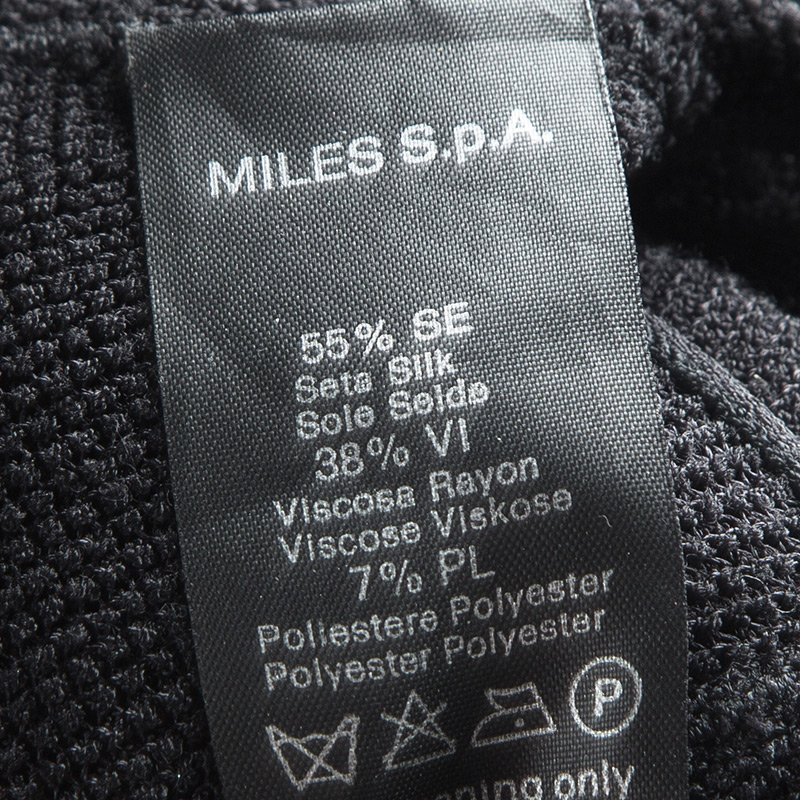 MILES S.p.A.
55% SE
Seta Silk
Soie Seide
38% VI
Viscosa Rayon
Viscose Viskose
7% PL
Poliestere Polyester
Polyester Polyester
P
only